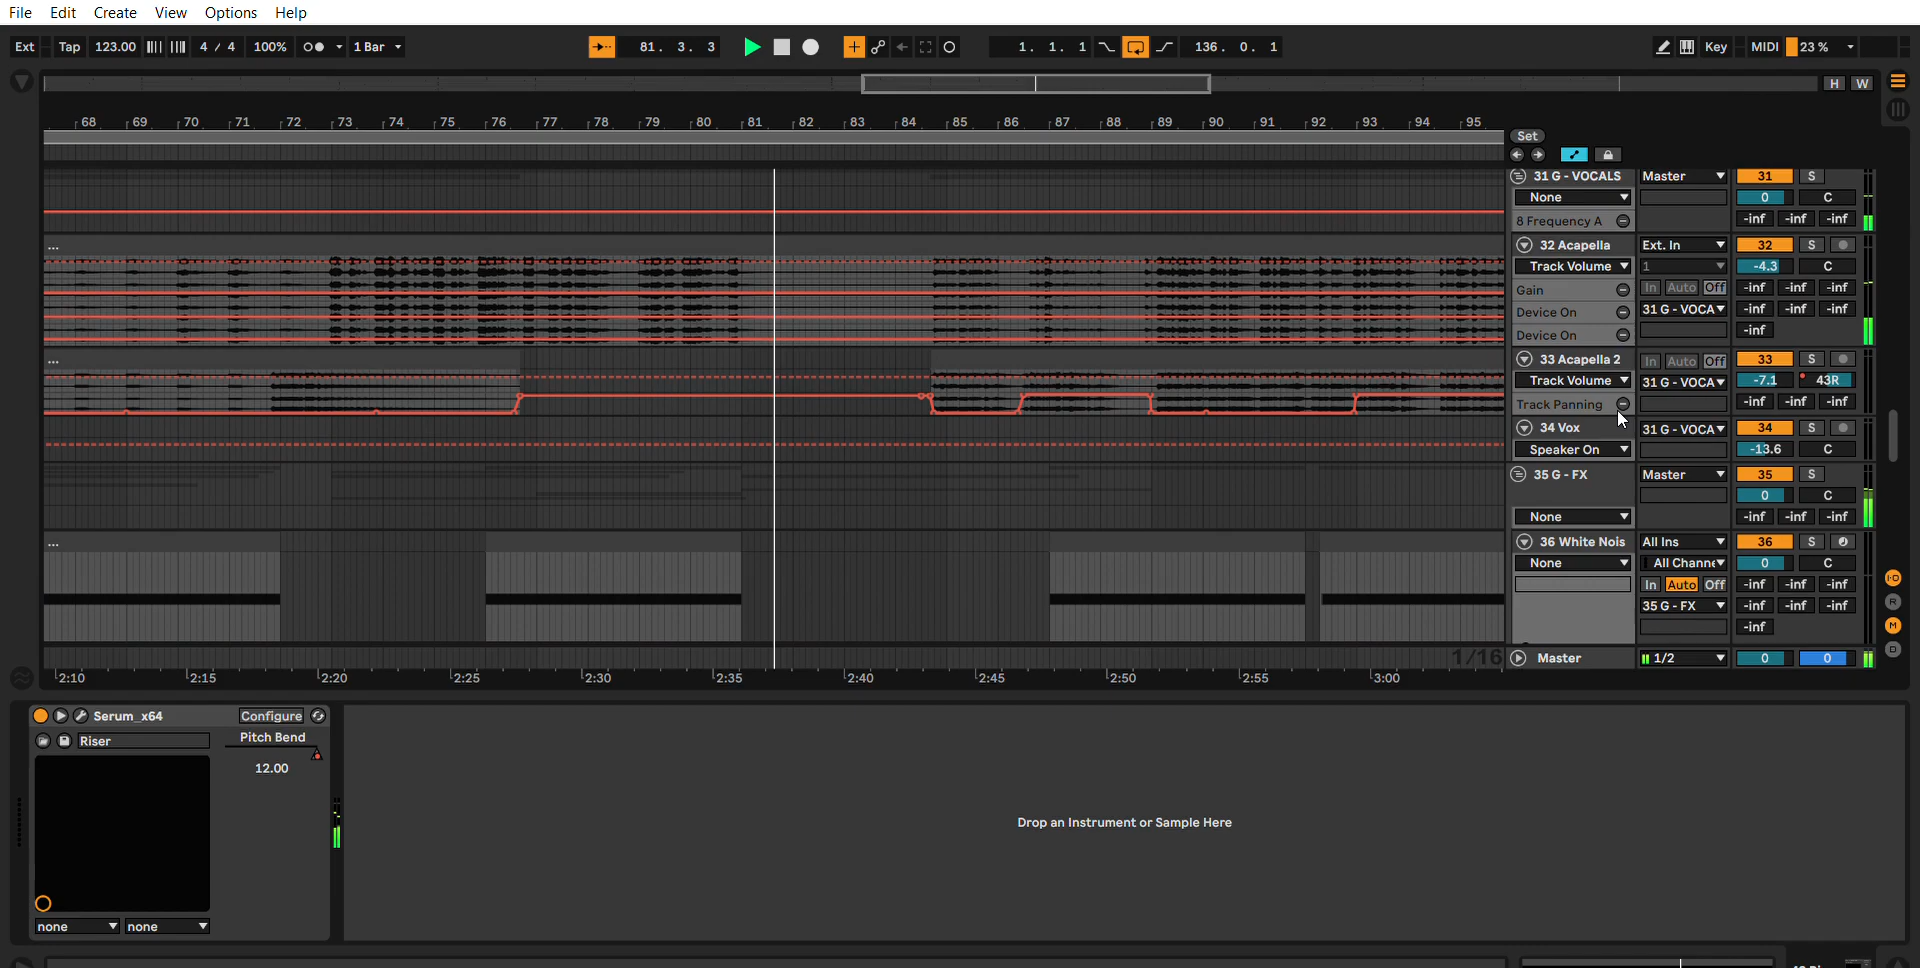 File Edit Create View Options Help
Ext Tap 123.00 4 / 4 100% 1 Bar 81. 3. 3 1. 1. 1 136. 0. 1 Key MIDI 23 %
H W
68 69 70 71 72 73 74 75 76 77 78 79 80 81 82 83 84 85 86 87 88 89 90 91 92 93 94 95
Set
31 G - VOCALS Master 31 S
None 0 C
8 Frequency A -inf -inf -inf
...
32 Acapella Ext. In 32 S
Track Volume 1 -4.3 C
Gain In Auto Off -inf -inf -inf
Device On 31 G - VOCA -inf -inf -inf
Device On -inf
...
33 Acapella 2 In Auto Off 33 S
Track Volume 31 G - VOCA -7.1 43R
Track Panning -inf -inf -inf
34 Vox 31 G - VOCA 34 S
Speaker On -13.6 C
35 G - FX Master 35 S
0 C
None -inf -inf -inf
...
36 White Nois All Ins 36 S
None All Channe 0 C
In Auto Off -inf -inf -inf
35 G - FX -inf -inf -inf
-inf
I·O
R
M
D
1/16 Master 1/2 0 0
2:10 2:15 2:20 2:25 2:30 2:35 2:40 2:45 2:50 2:55 3:00
Serum_x64 Configure
Riser Pitch Bend
12.00
Drop an Instrument or Sample Here
none none